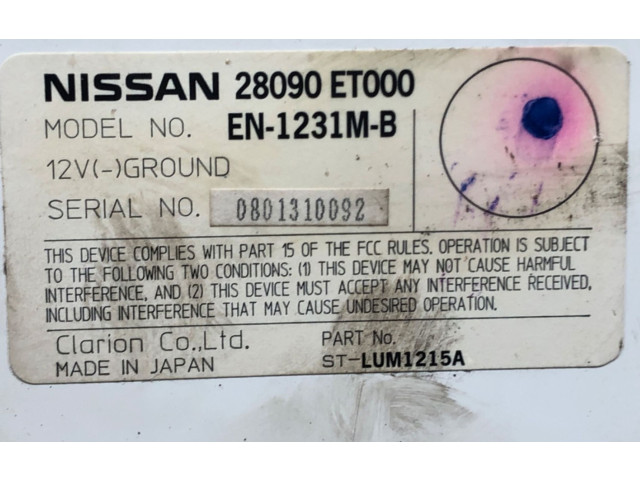 NISSAN 28090 ET000
MODEL NO. EN-1231M-B
12V(-)GROUND
SERIAL NO. 0801310092
THIS DEVICE COMPLIES WITH PART 15 OF THE FCC RULES. OPERATION IS SUBJECT
TO THE FOLLOWING TWO CONDITIONS: (1) THIS DEVICE MAY NOT CAUSE HARMFUL
INTERFERENCE, AND (2) THIS DEVICE MUST ACCEPT ANY INTERFERENCE RECEIVED,
INCLUDING INTERFERENCE THAT MAY CAUSE UNDESIRED OPERATION.
Clarion Co.,Ltd. PART No.
MADE IN JAPAN ST-LUM1215A